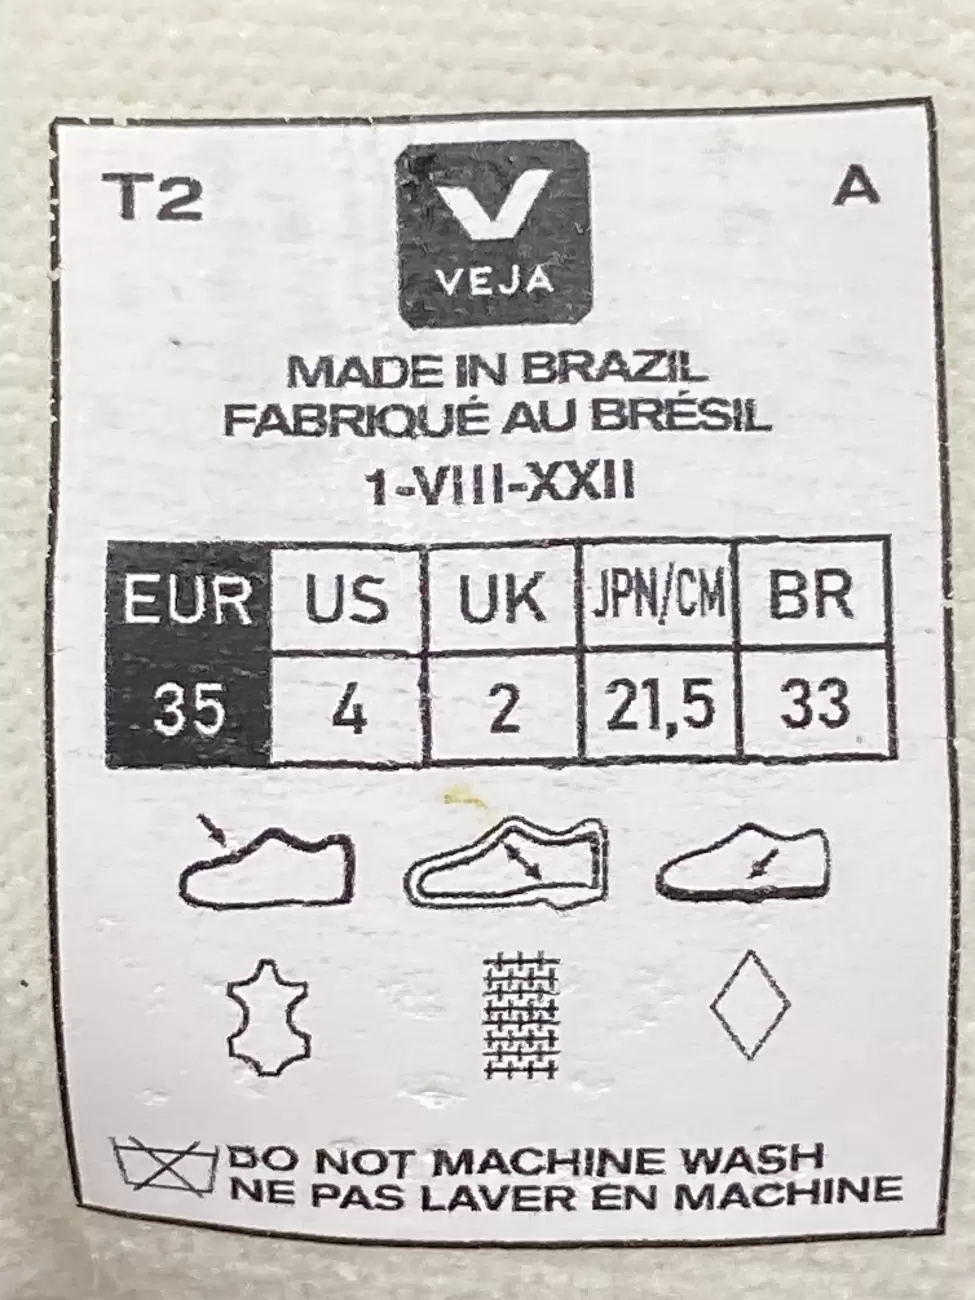 T2
A
V
VEJA
MADE IN BRAZIL
FABRIQUÉ AU BRÉSIL
1-VIII-XXII
EUR US UK JPN/CM BR
35 4 2 21,5 33
DO NOT MACHINE WASH
NE PAS LAVER EN MACHINE